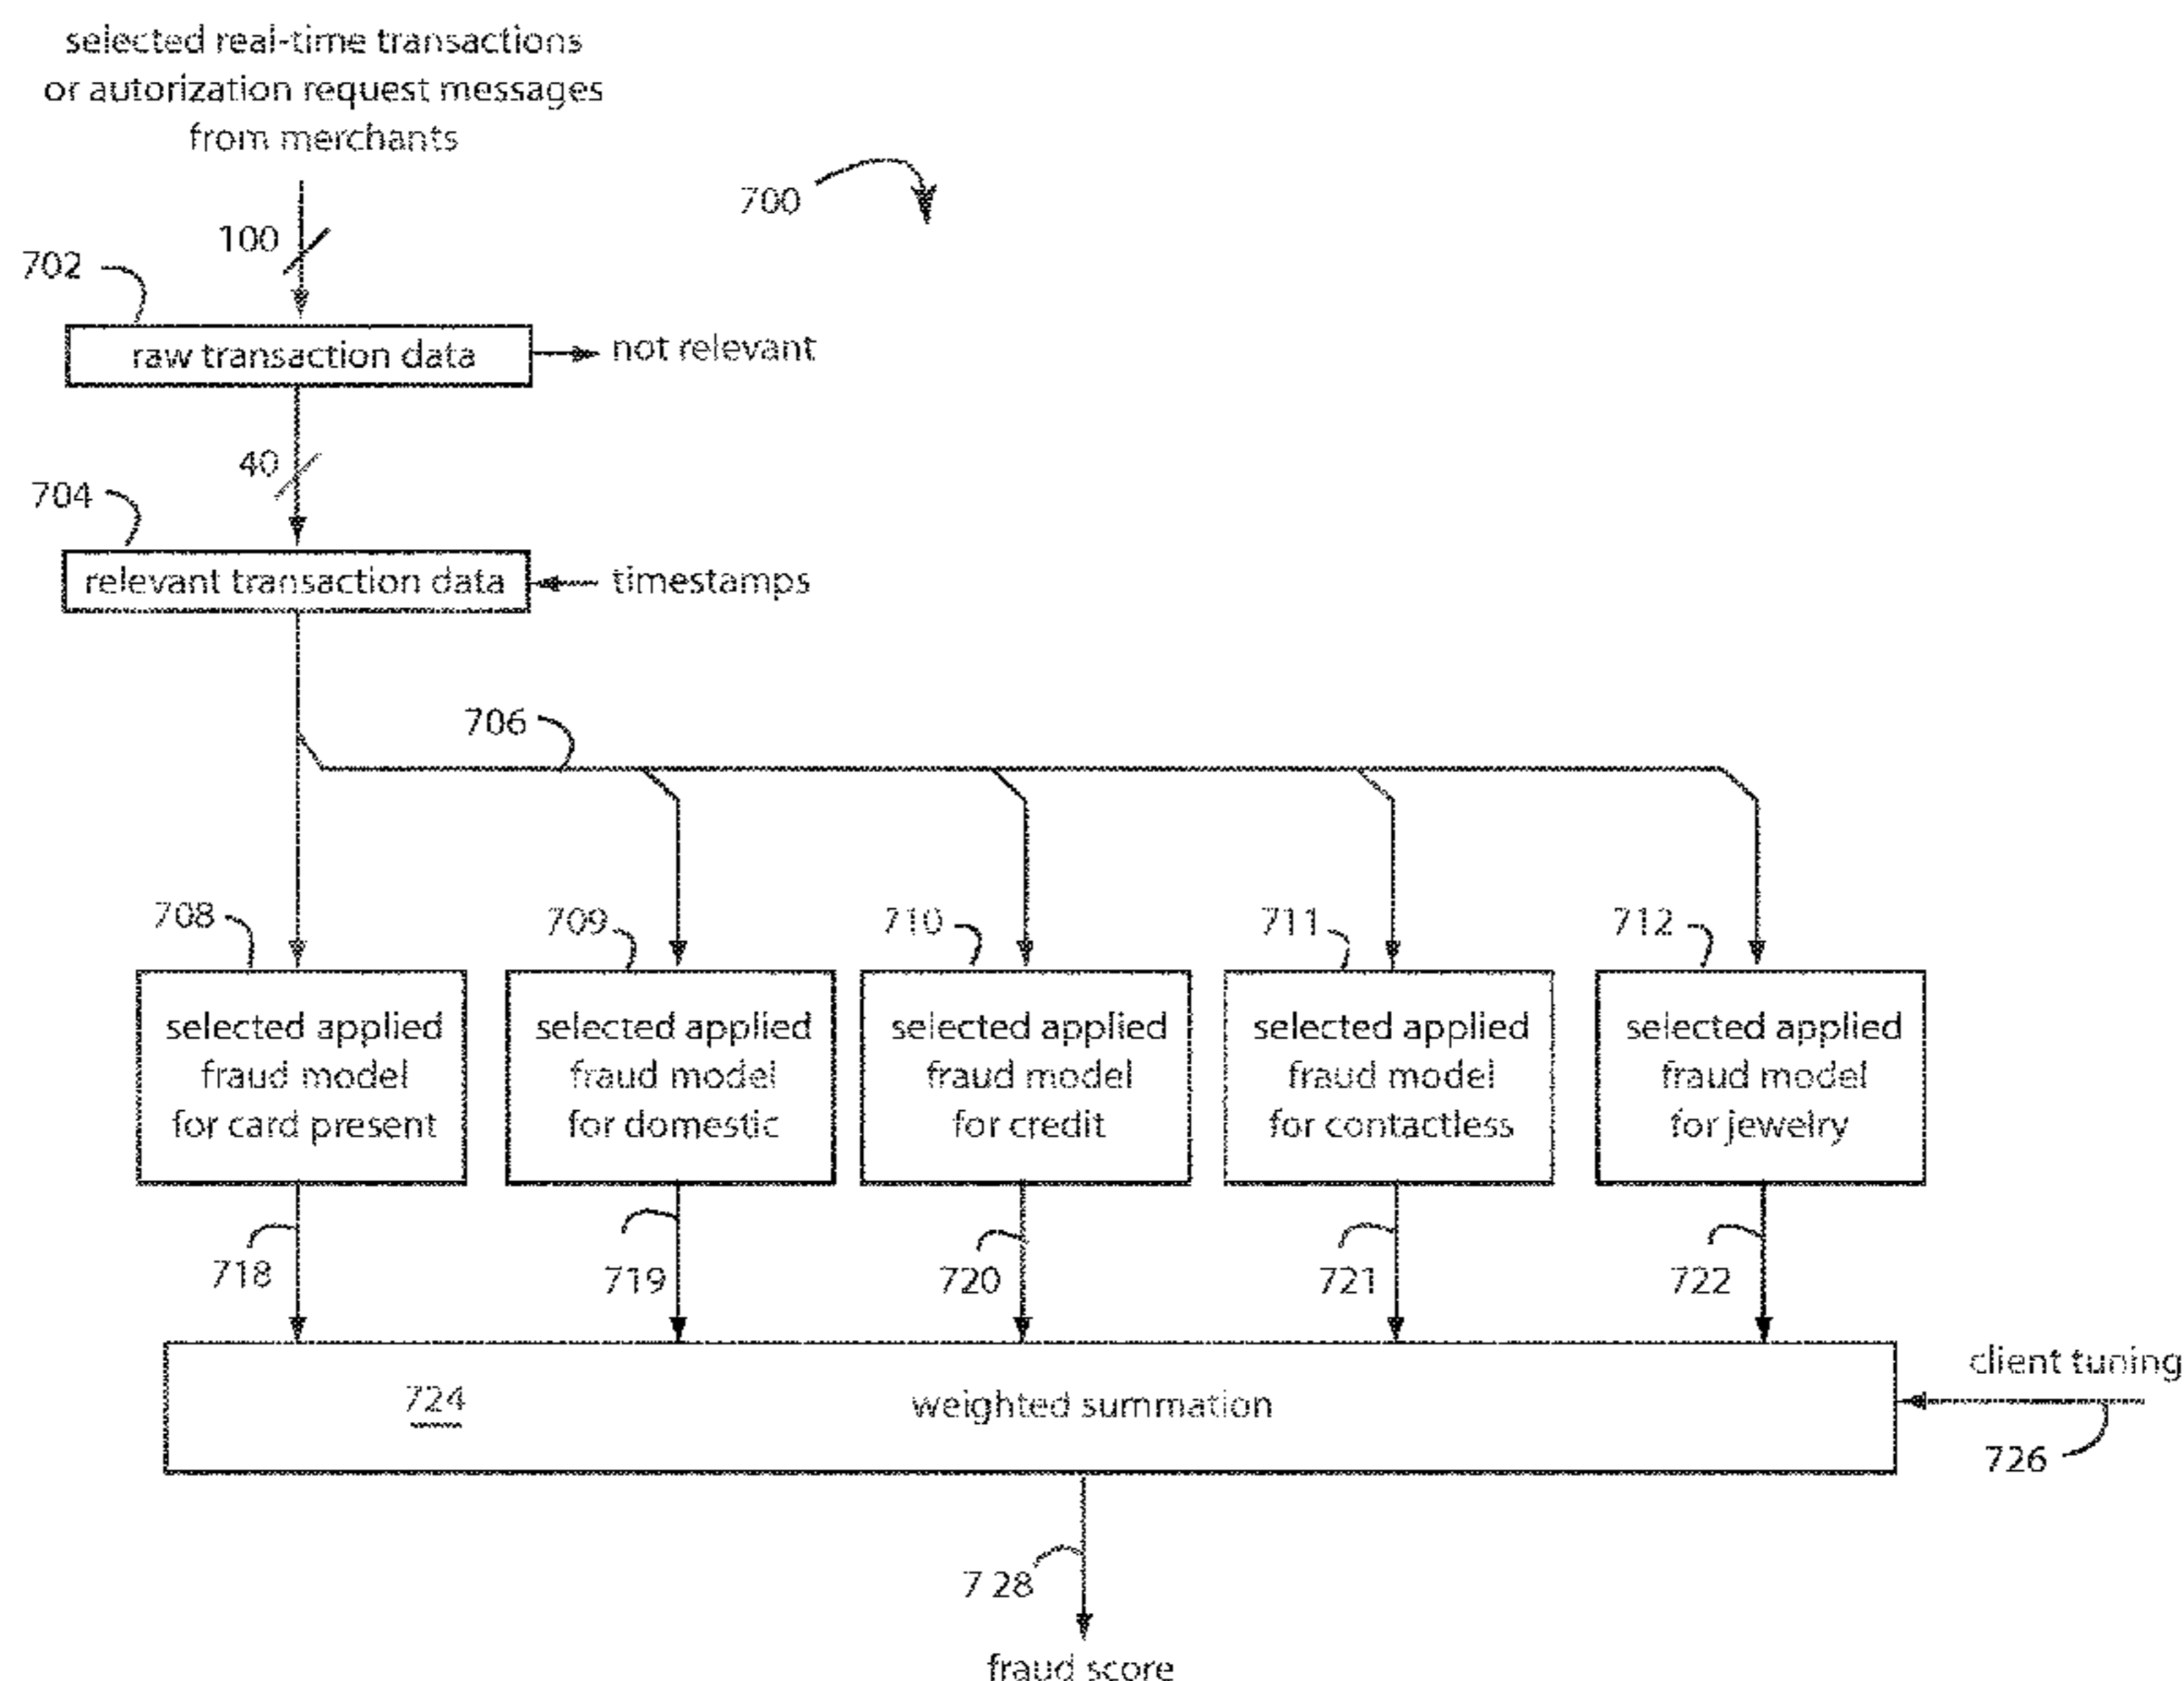 selected real-time transactions
or autorization request messages
from merchants
700
100
702
raw transaction data
not relevant
40
704
relevant transaction data
timestamps
706
708
709
710
711
712
selected applied
fraud model
for card present
selected applied
fraud model
for domestic
selected applied
fraud model
for credit
selected applied
fraud model
for contactless
selected applied
fraud model
for jewelry
718
719
720
721
722
724
weighted summation
client tuning
726
7 28
fraud score